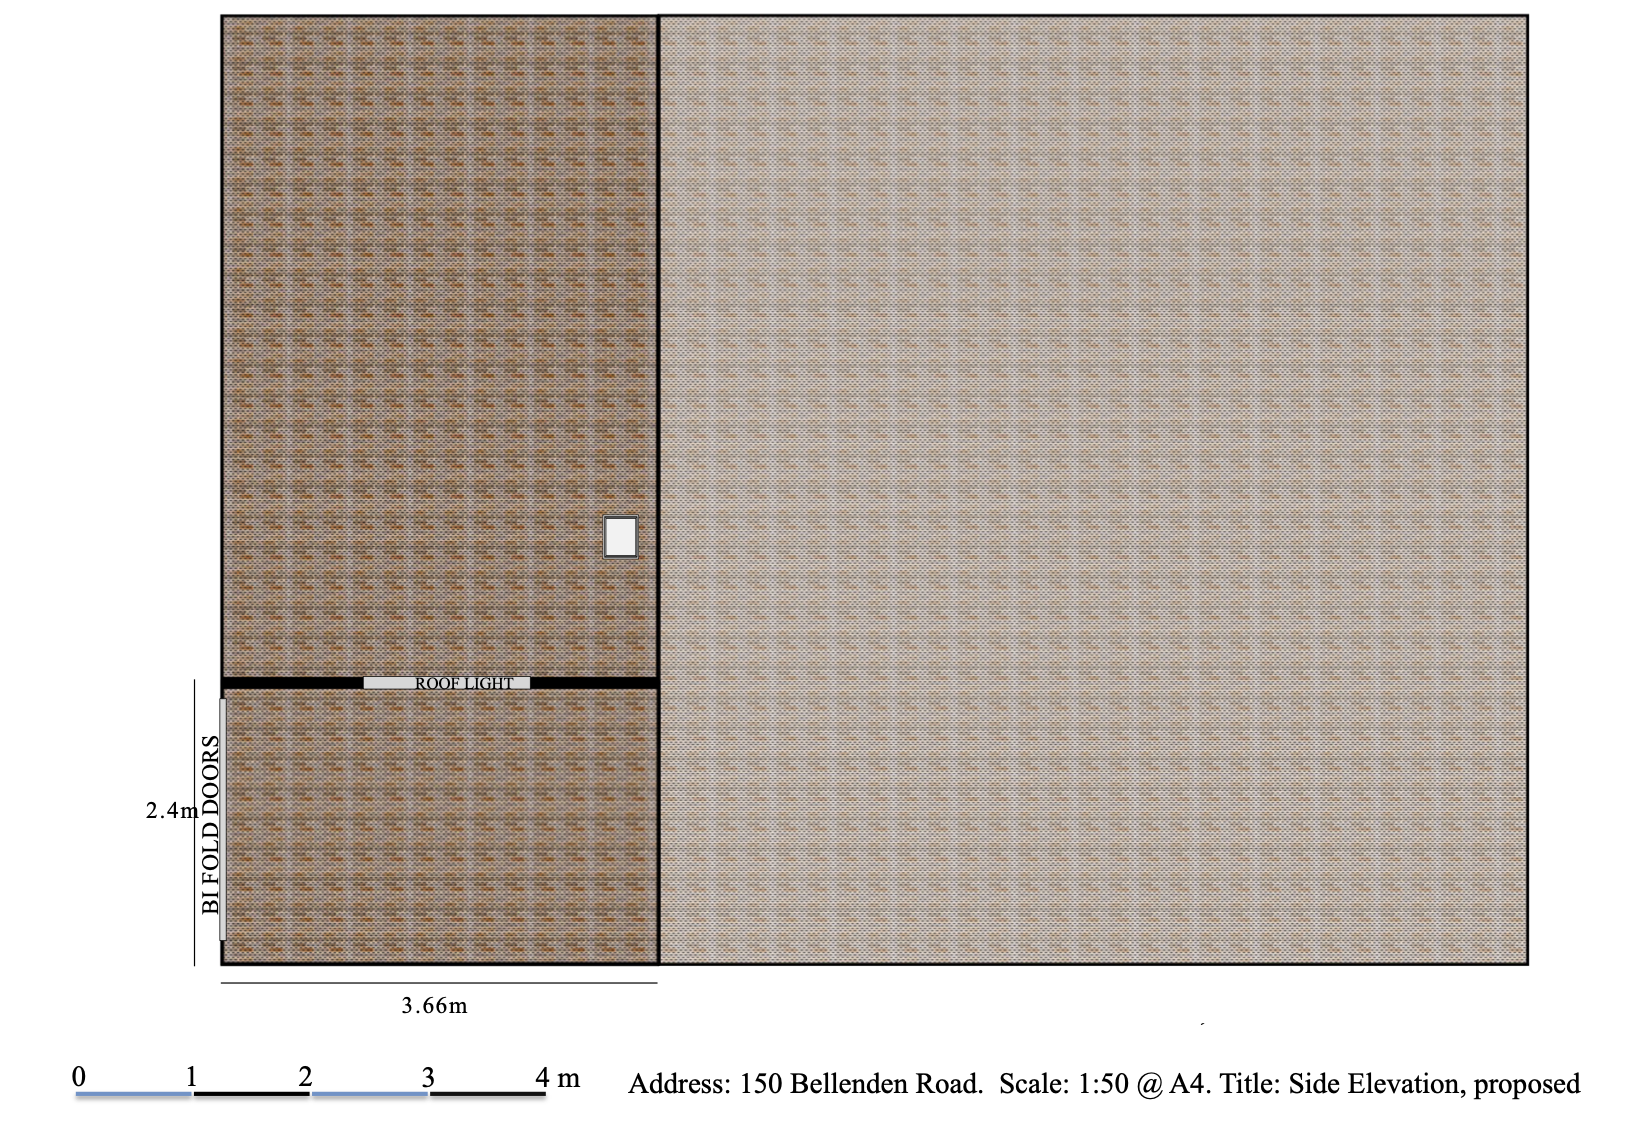 ROOF LIGHT
BI FOLD DOORS
2.4m
3.66m
0 1 2 3 4 m
Address: 150 Bellenden Road. Scale: 1:50 @ A4. Title: Side Elevation, proposed